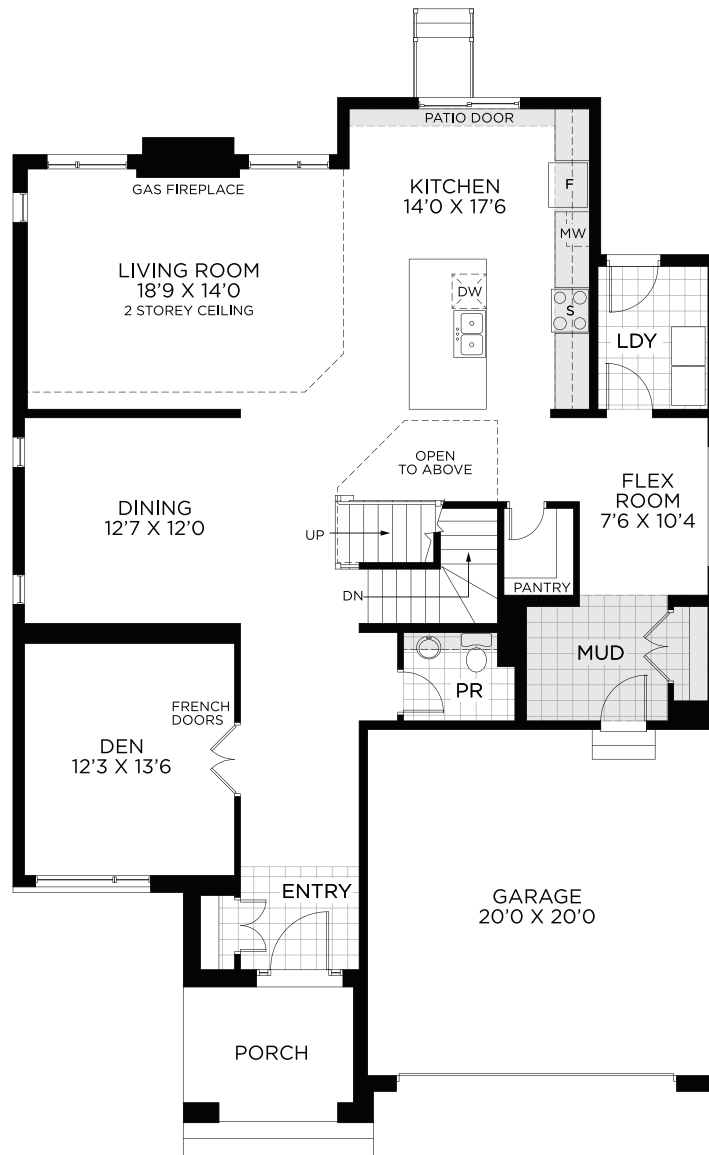 PATIO DOOR
GAS FIREPLACE
KITCHEN
14'0 X 17'6
F
MW
LIVING ROOM
18'9 X 14'0
2 STOREY CEILING
DW
S
LDY
OPEN
TO ABOVE
FLEX
ROOM
7'6 X 10'4
DINING
12'7 X 12'0
UP
DN
PANTRY
MUD
PR
FRENCH
DOORS
DEN
12'3 X 13'6
ENTRY
GARAGE
20'0 X 20'0
PORCH